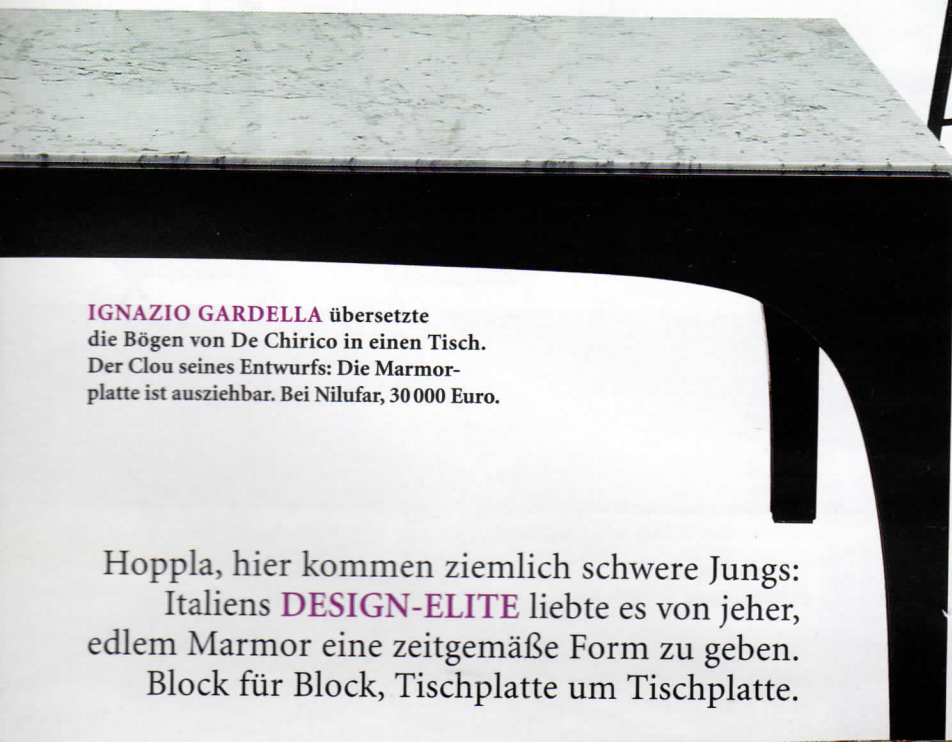 IGNAZIO GARDELLA übersetzte
die Bögen von De Chirico in einen Tisch.
Der Clou seines Entwurfs: Die Marmor-
platte ist ausziehbar. Bei Nilufar, 30 000 Euro.
Hoppla, hier kommen ziemlich schwere Jungs:
Italiens DESIGN-ELITE liebte es von jeher,
edlem Marmor eine zeitgemäße Form zu geben.
Block für Block, Tischplatte um Tischplatte.